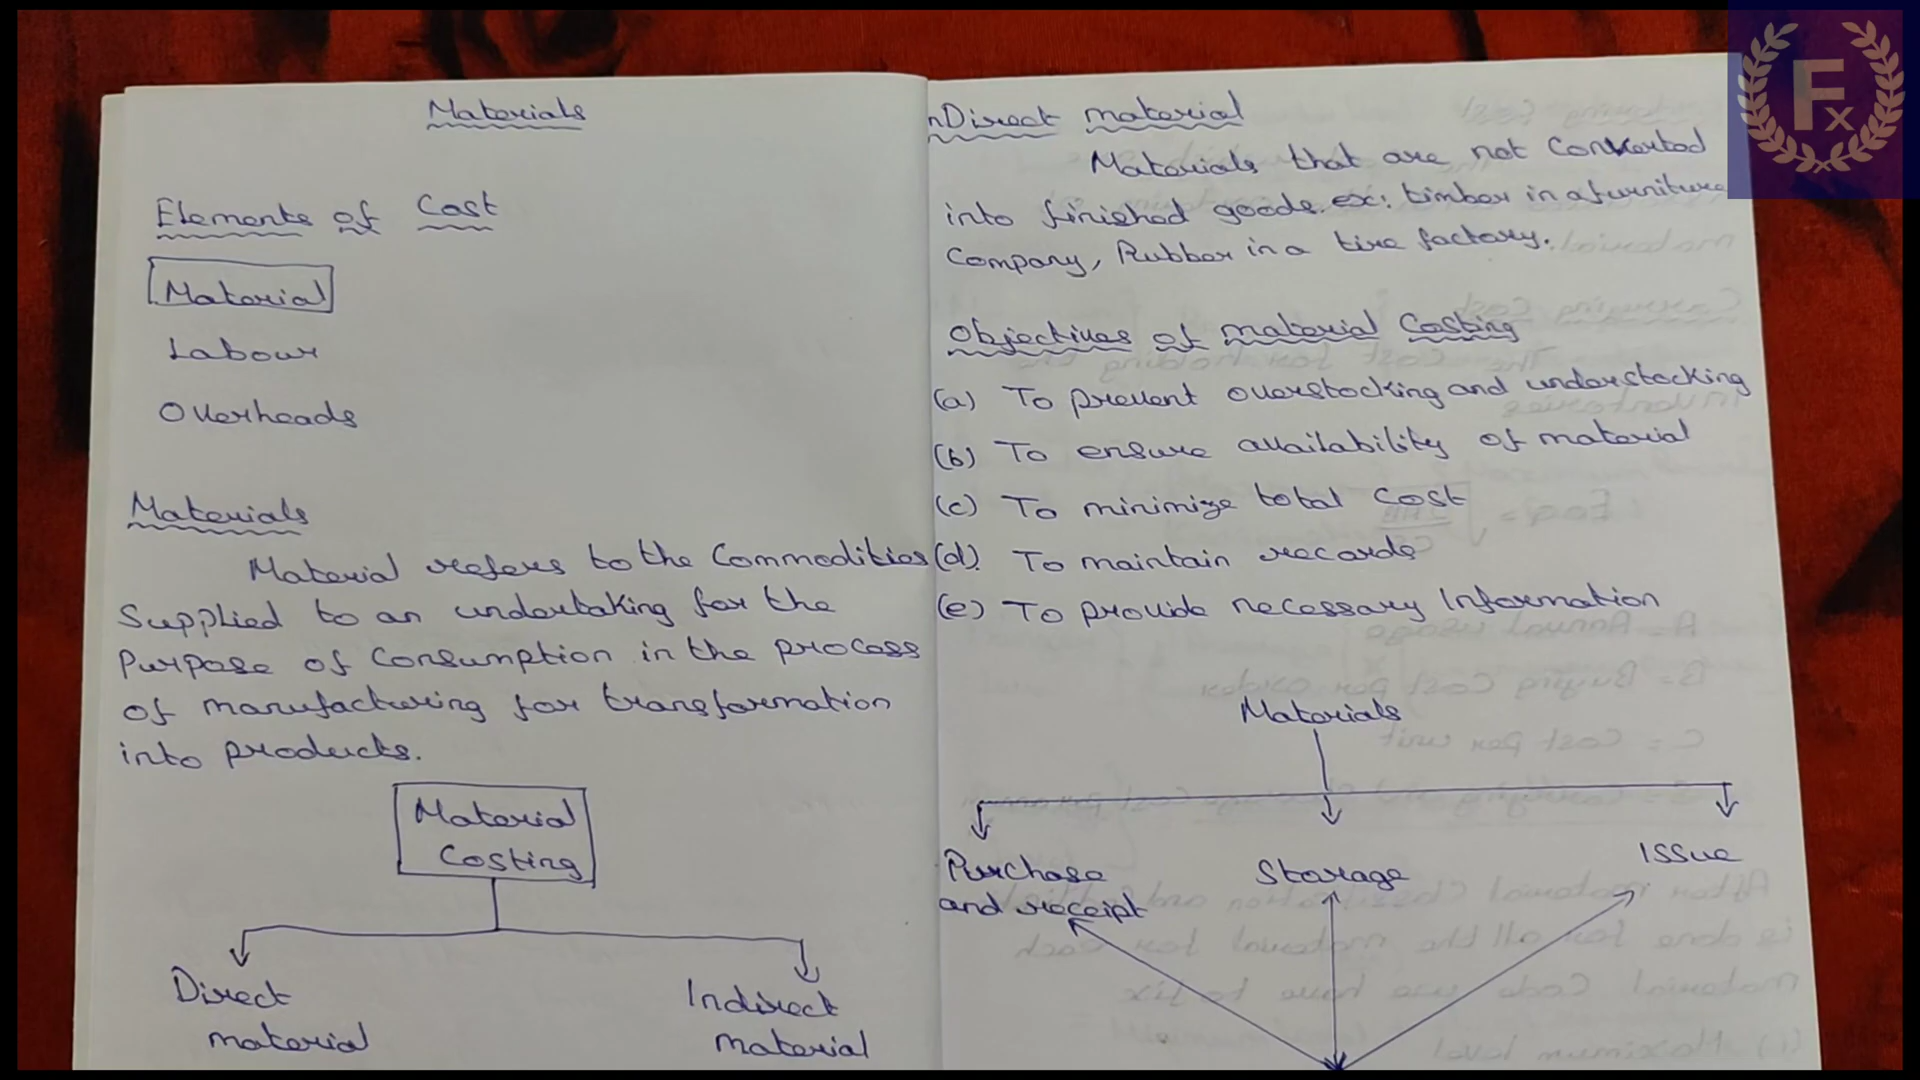 Materials
Elements of Cost
Material
Labour
Overheads
Materials
Material refers to the Commodities
Supplied to an undertaking for the
Purpose of Consumption in the process
of manufacturing for transformation
into products.
Material
Costing
Direct
material
Indirect
material
nDirect material
Materials that are not Converted
into finished goods. ex: timber in a furniture
Company, Rubber in a tire factory.
Objectives of material Costing
(a) To prevent overstocking and understocking
(b) To ensure availability of material
(c) To minimize total Cost
(d) To maintain records
(e) To provide necessary Information
Materials
Purchase
and receipt
Storage
Issue
Fx